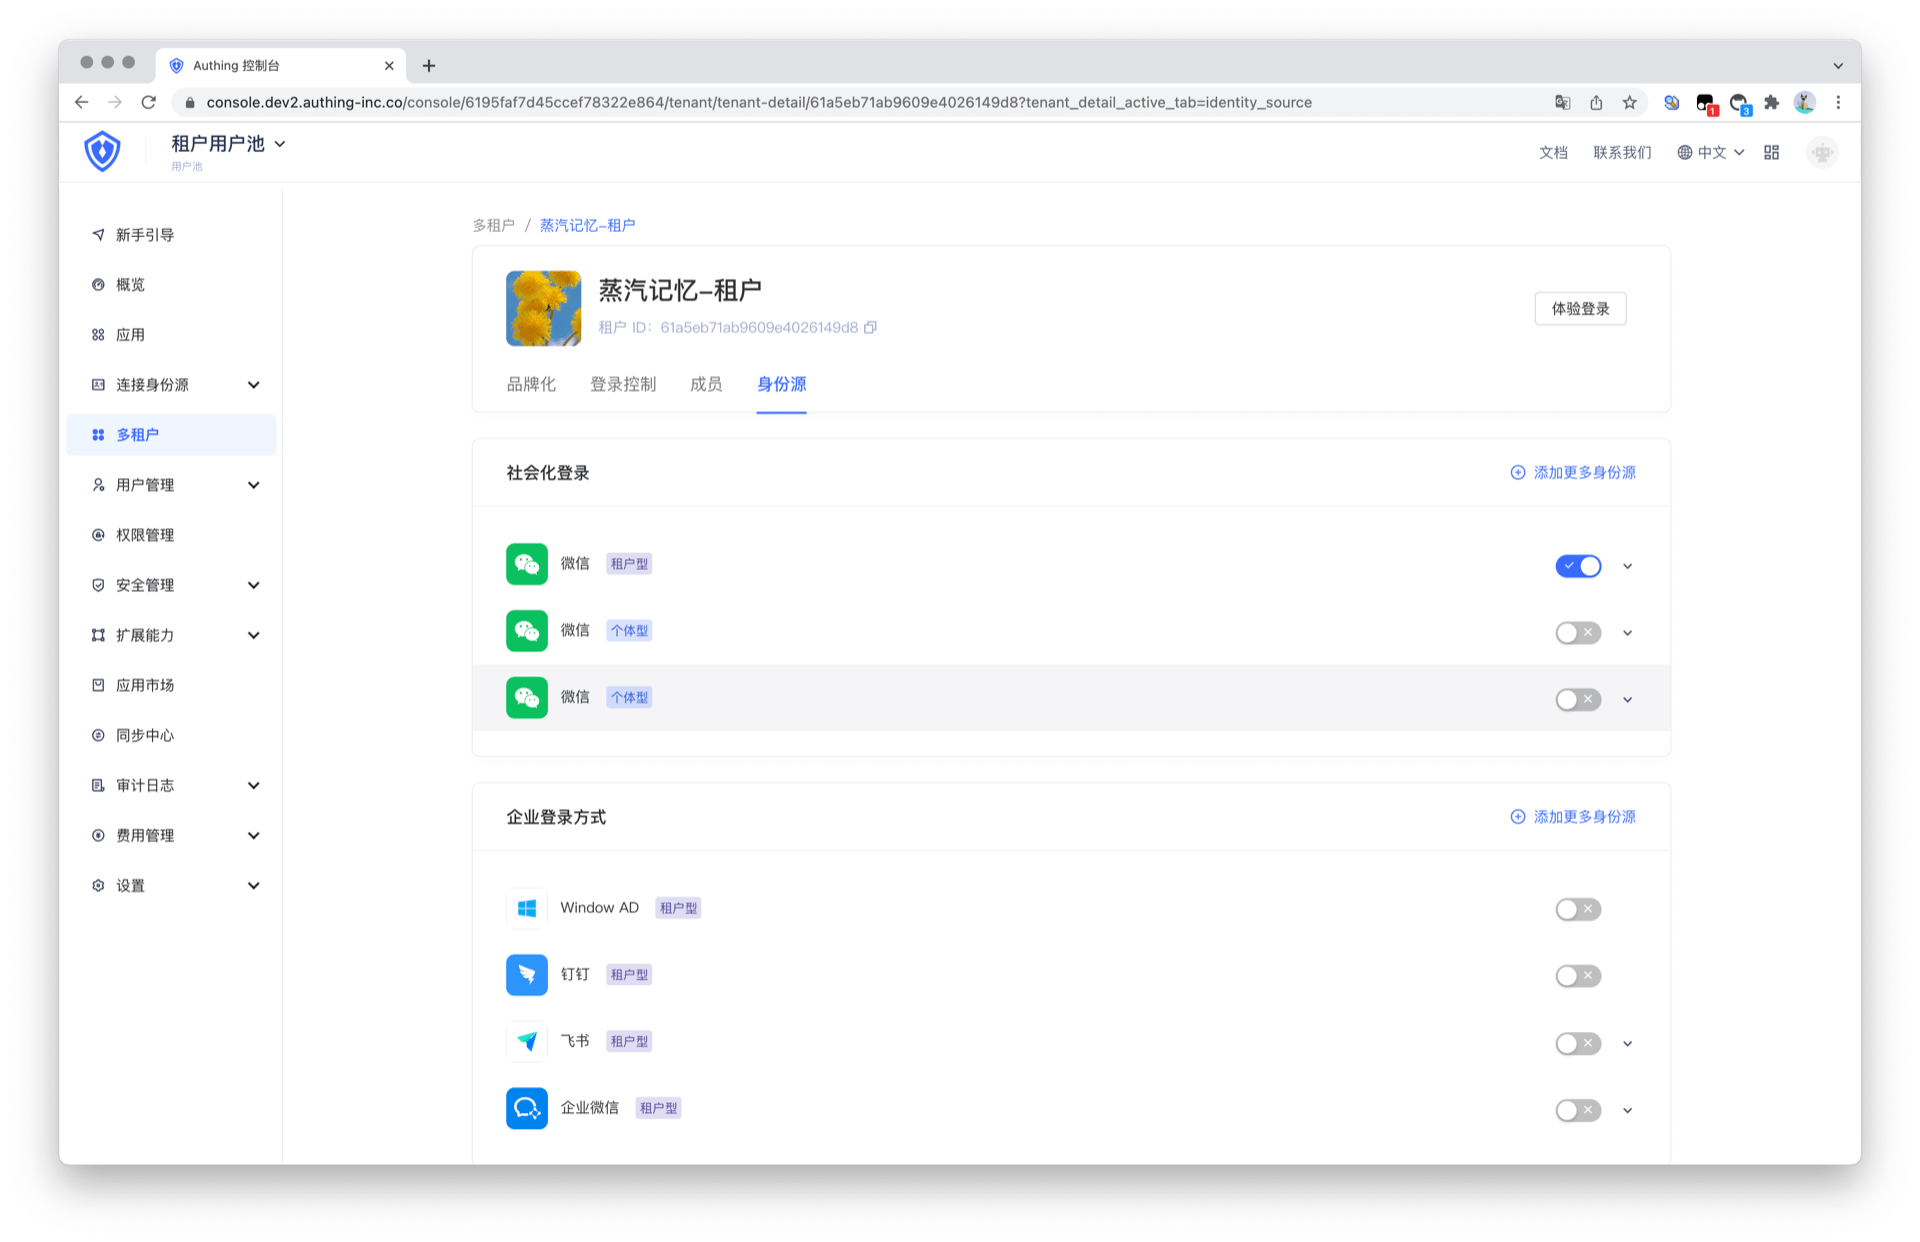 Authing 控制台
console.dev2.authing-inc.co/console/6195faf7d45ccef78322e864/tenant/tenant-detail/61a5eb71ab9609e4026149d8?tenant_detail_active_tab=identity_source
1
3
租户用户池
用户池
文档
联系我们
中文
新手引导
概览
应用
连接身份源
多租户
用户管理
权限管理
安全管理
扩展能力
应用市场
同步中心
审计日志
费用管理
设置
多租户 / 蒸汽记忆-租户
蒸汽记忆-租户
租户 ID: 61a5eb71ab9609e4026149d8
体验登录
品牌化
登录控制
成员
身份源
社会化登录
添加更多身份源
微信 租户型
微信 个体型
微信 个体型
企业登录方式
添加更多身份源
Window AD 租户型
钉钉 租户型
飞书 租户型
企业微信 租户型